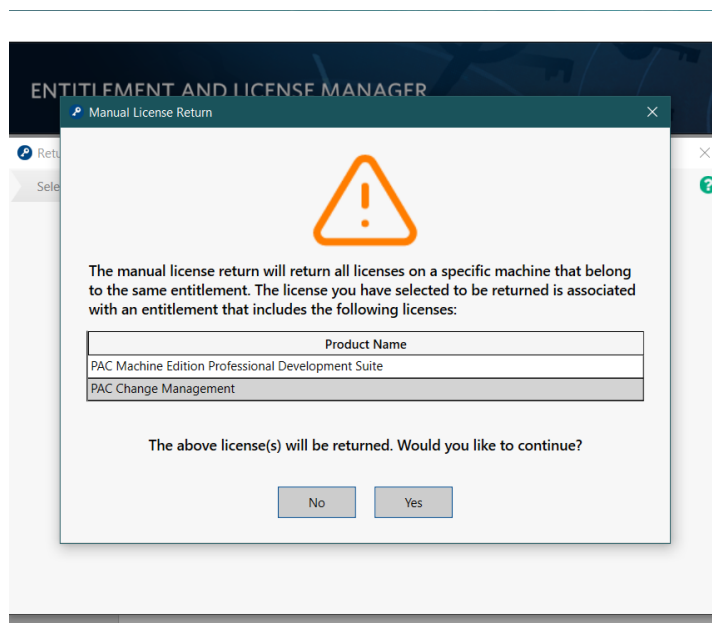 ENTITLEMENT AND LICENSE MANAGER
Manual License Return
The manual license return will return all licenses on a specific machine that belong
to the same entitlement. The license you have selected to be returned is associated
with an entitlement that includes the following licenses:
Product Name
PAC Machine Edition Professional Development Suite
PAC Change Management
The above license(s) will be returned. Would you like to continue?
No
Yes